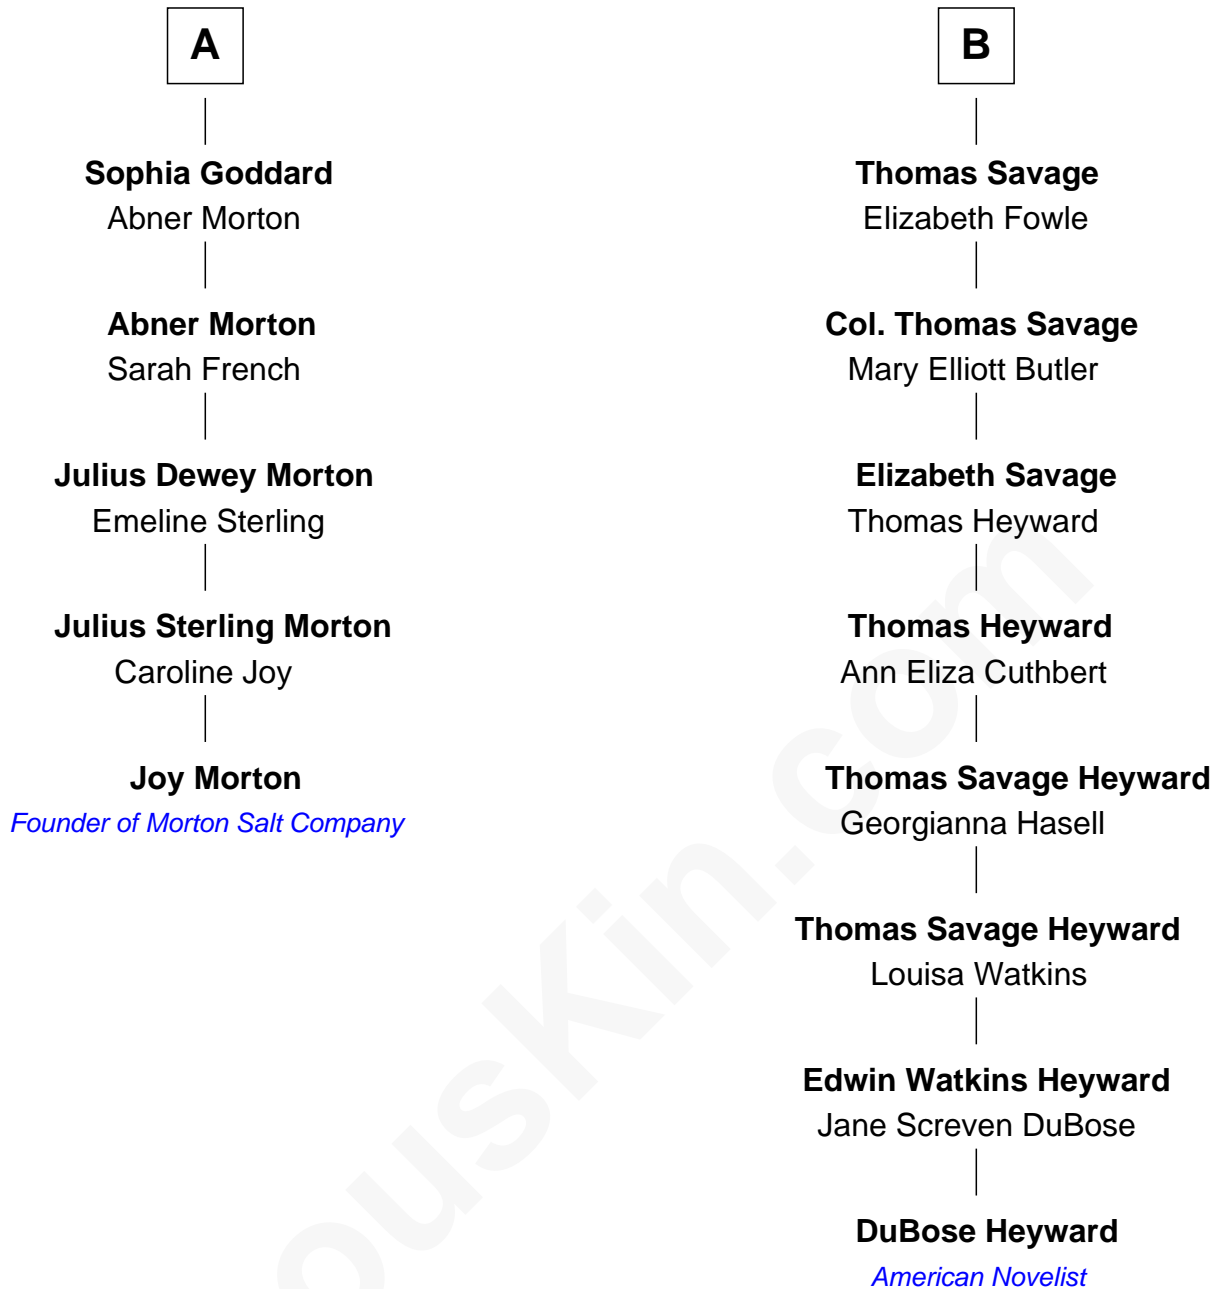 A
Sophia Goddard
Abner Morton
Abner Morton
Sarah French
Julius Dewey Morton
Emeline Sterling
Julius Sterling Morton
Caroline Joy
Joy Morton
Founder of Morton Salt Company
B
Thomas Savage
Elizabeth Fowle
Col. Thomas Savage
Mary Elliott Butler
Elizabeth Savage
Thomas Heyward
Thomas Heyward
Ann Eliza Cuthbert
Thomas Savage Heyward
Georgianna Hasell
Thomas Savage Heyward
Louisa Watkins
Edwin Watkins Heyward
Jane Screven DuBose
DuBose Heyward
American Novelist
ousKin.com